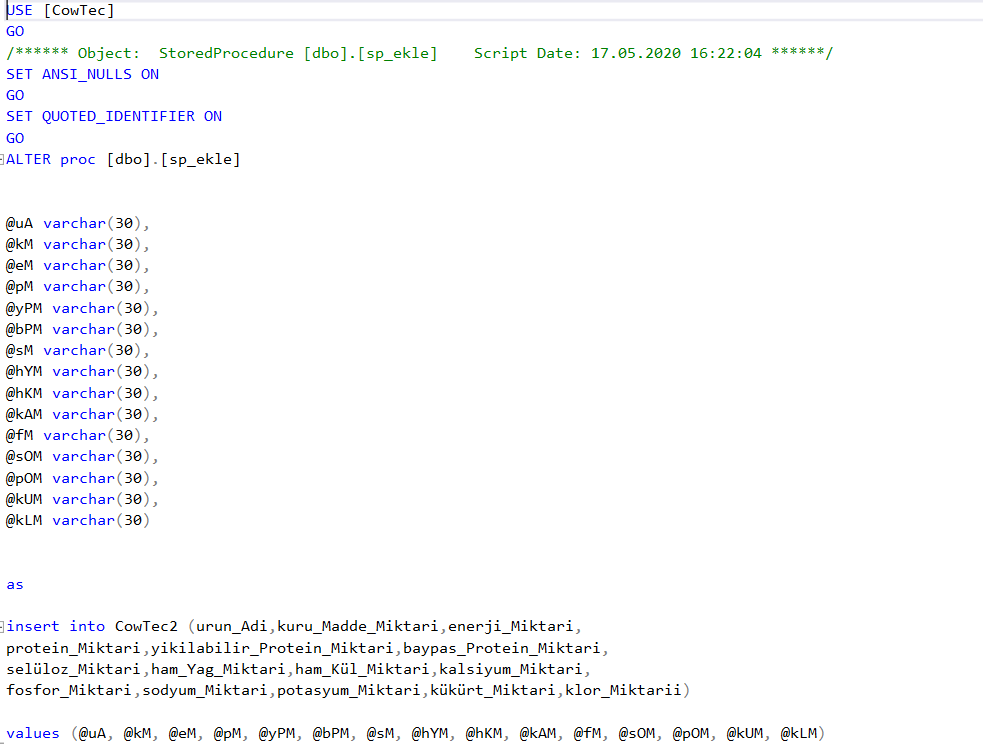 USE [CowTec]
GO
/****** Object:  StoredProcedure [dbo].[sp_ekle]    Script Date: 17.05.2020 16:22:04 ******/
SET ANSI_NULLS ON
GO
SET QUOTED_IDENTIFIER ON
GO
ALTER proc [dbo].[sp_ekle]
@uA varchar(30),
@kM varchar(30),
@eM varchar(30),
@pM varchar(30),
@yPM varchar(30),
@bPM varchar(30),
@sM varchar(30),
@hYM varchar(30),
@hKM varchar(30),
@kAM varchar(30),
@fM varchar(30),
@sOM varchar(30),
@pOM varchar(30),
@kUM varchar(30),
@kLM varchar(30)
as
insert into CowTec2 (urun_Adi,kuru_Madde_Miktari,enerji_Miktari,
protein_Miktari,yikilabilir_Protein_Miktari,baypas_Protein_Miktari,
selüloz_Miktari,ham_Yag_Miktari,ham_Kül_Miktari,kalsiyum_Miktari,
fosfor_Miktari,sodyum_Miktari,potasyum_Miktari,kükürt_Miktari,klor_Miktarii)
values (@uA, @kM, @eM, @pM, @yPM, @bPM, @sM, @hYM, @hKM, @kAM, @fM, @sOM, @pOM, @kUM, @kLM)